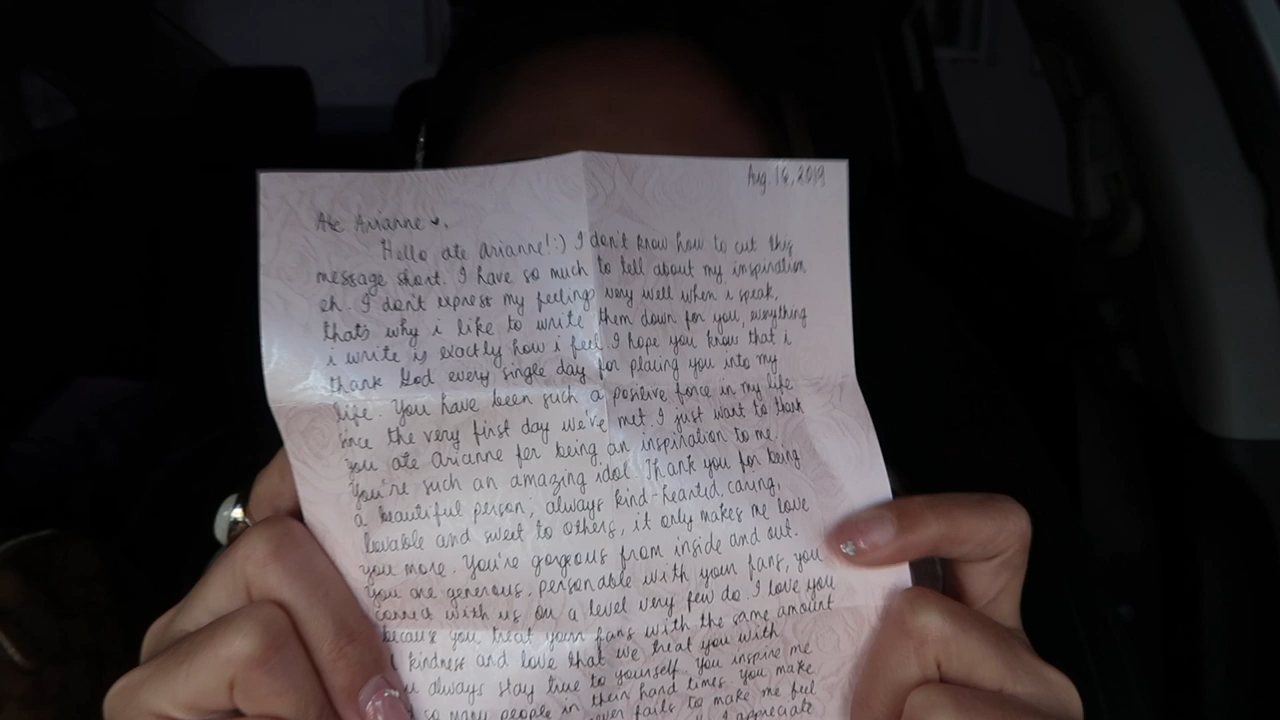 Aug. 16, 2019
Ate Arianne ♥.
Hello ate Arianne! :) I don't know how to cut this
message short. I have so much to tell about my inspiration
eh. I don't express my feelings very well when i speak,
thats why i like to write them down for you, everything
i write is exactly how i feel. I hope you know that i
thank God every single day for placing you into my
life. You have been such a positive force in my life
since the very first day we've met. I just want to thank
you ate Arianne for being an inspiration to me.
You're such an amazing idol. Thank you for being
a beautiful person; always kind-hearted, caring,
lovable and sweet to others, it only makes me love
you more. You're gorgeous from inside and out.
You are generous, personable with your fans, you
connect with us on a level very few do. I love you
because you treat your fans with the same amount
kindness and love that we treat you with
always stay true to yourself. You inspire me
so many people in their hard times. You make
never fails to make me feel
I appreciate